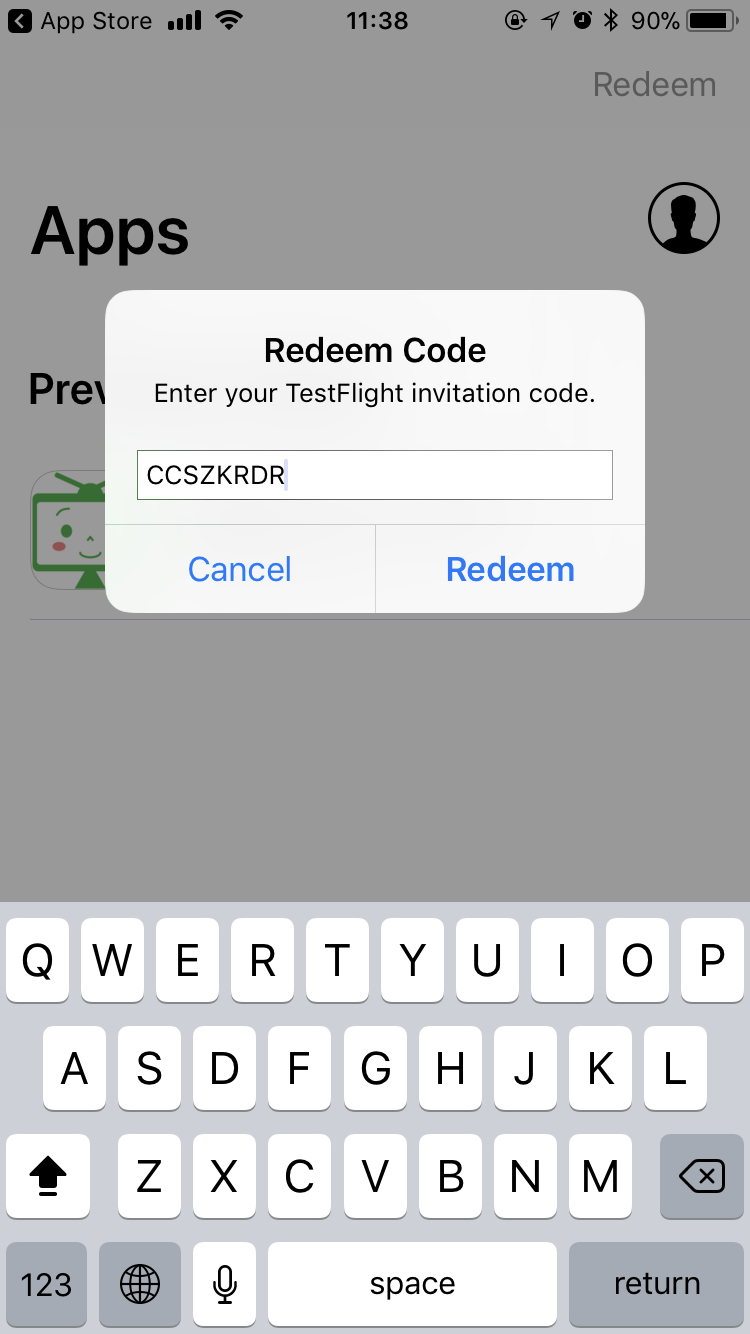 App Store 11:38 90%
Redeem
Apps
Prev
Redeem Code
Enter your TestFlight invitation code.
CCSZKRDR
Cancel Redeem
Q W E R T Y U I O P
A S D F G H J K L
Z X C V B N M
123 space return